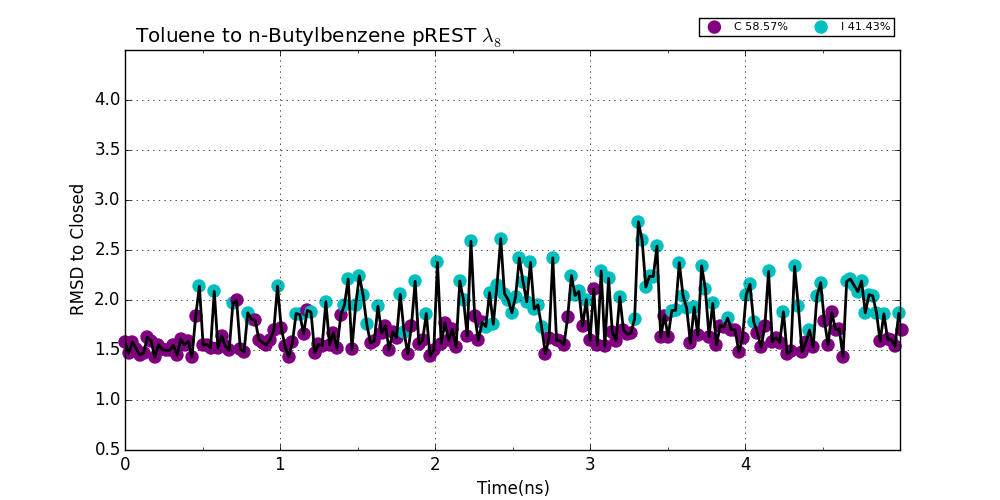 Toluene to n-Butylbenzene pREST λ8
C 58.57% I 41.43%
RMSD to Closed
4.0
3.5
3.0
2.5
2.0
1.5
1.0
0.5
0 1 2 3 4
Time(ns)